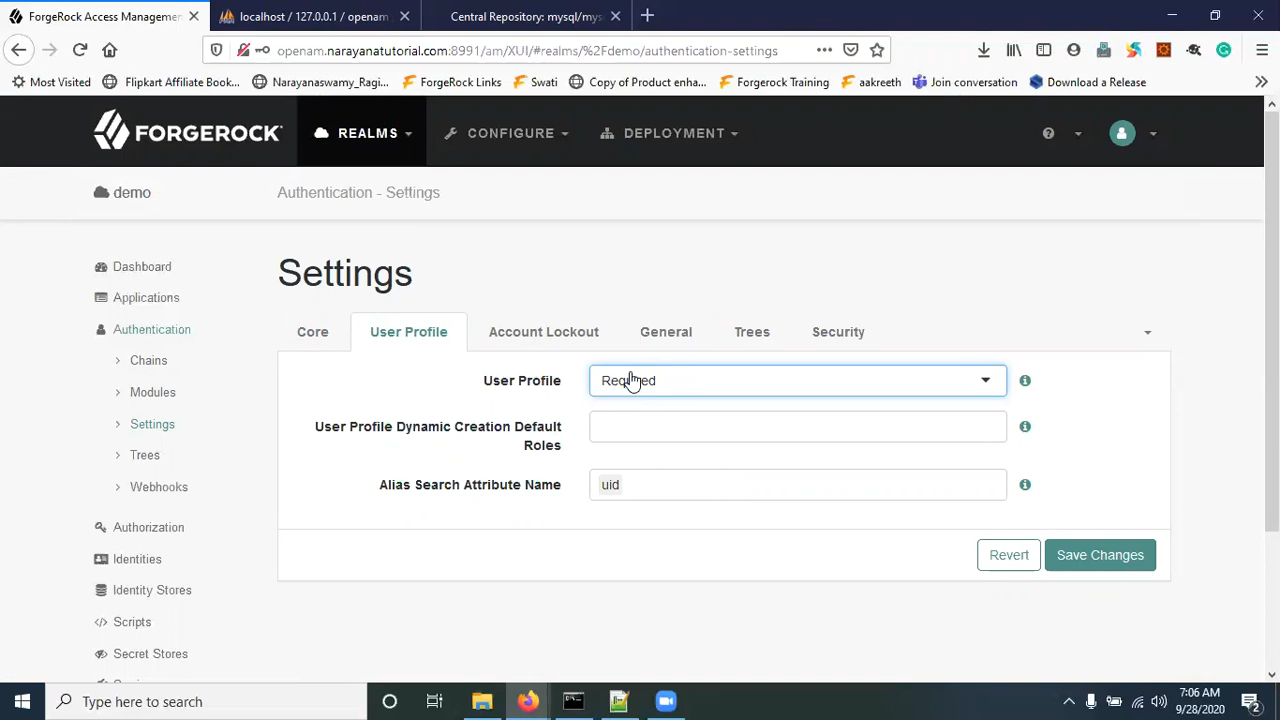 ForgeRock Access Managemen
localhost / 127.0.0.1 / openam
Central Repository: mysql/mys
openam.narayanatutorial.com:8991/am/XUI/#realms/%2Fdemo/authentication-settings
Most Visited
Flipkart Affiliate Book...
Narayanaswamy_Ragi...
ForgeRock Links
Swati
Copy of Product enha...
Forgerock Training
aakreeth
Join conversation
Download a Release
FORGEROCK
REALMS
CONFIGURE
DEPLOYMENT
demo
Authentication - Settings
Dashboard
Applications
Authentication
Chains
Modules
Settings
Trees
Webhooks
Authorization
Identities
Identity Stores
Scripts
Secret Stores
Settings
Core
User Profile
Account Lockout
General
Trees
Security
User Profile
Required
User Profile Dynamic Creation Default
Roles
Alias Search Attribute Name
uid
Revert
Save Changes
Type here to search
7:06 AM
9/28/2020
2